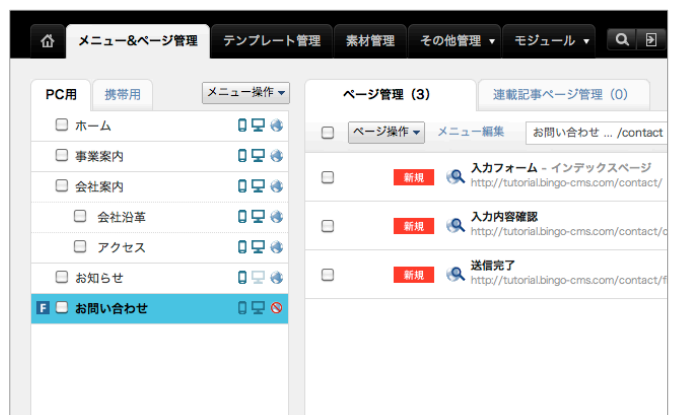 メニュー&ページ管理 テンプレート管理 素材管理 その他管理 ▼ モジュール ▼
PC用 携帯用 メニュー操作 ▼
ホーム
事業案内
会社案内
会社沿革
アクセス
お知らせ
F お問い合わせ
ページ管理 (3) 連載記事ページ管理 (0)
ページ操作 ▼ メニュー編集 お問い合わせ ... /contact
新規 入力フォーム - インデックスページ
http://tutorial.bingo-cms.com/contact/
新規 入力内容確認
http://tutorial.bingo-cms.com/contact/c
新規 送信完了
http://tutorial.bingo-cms.com/contact/f